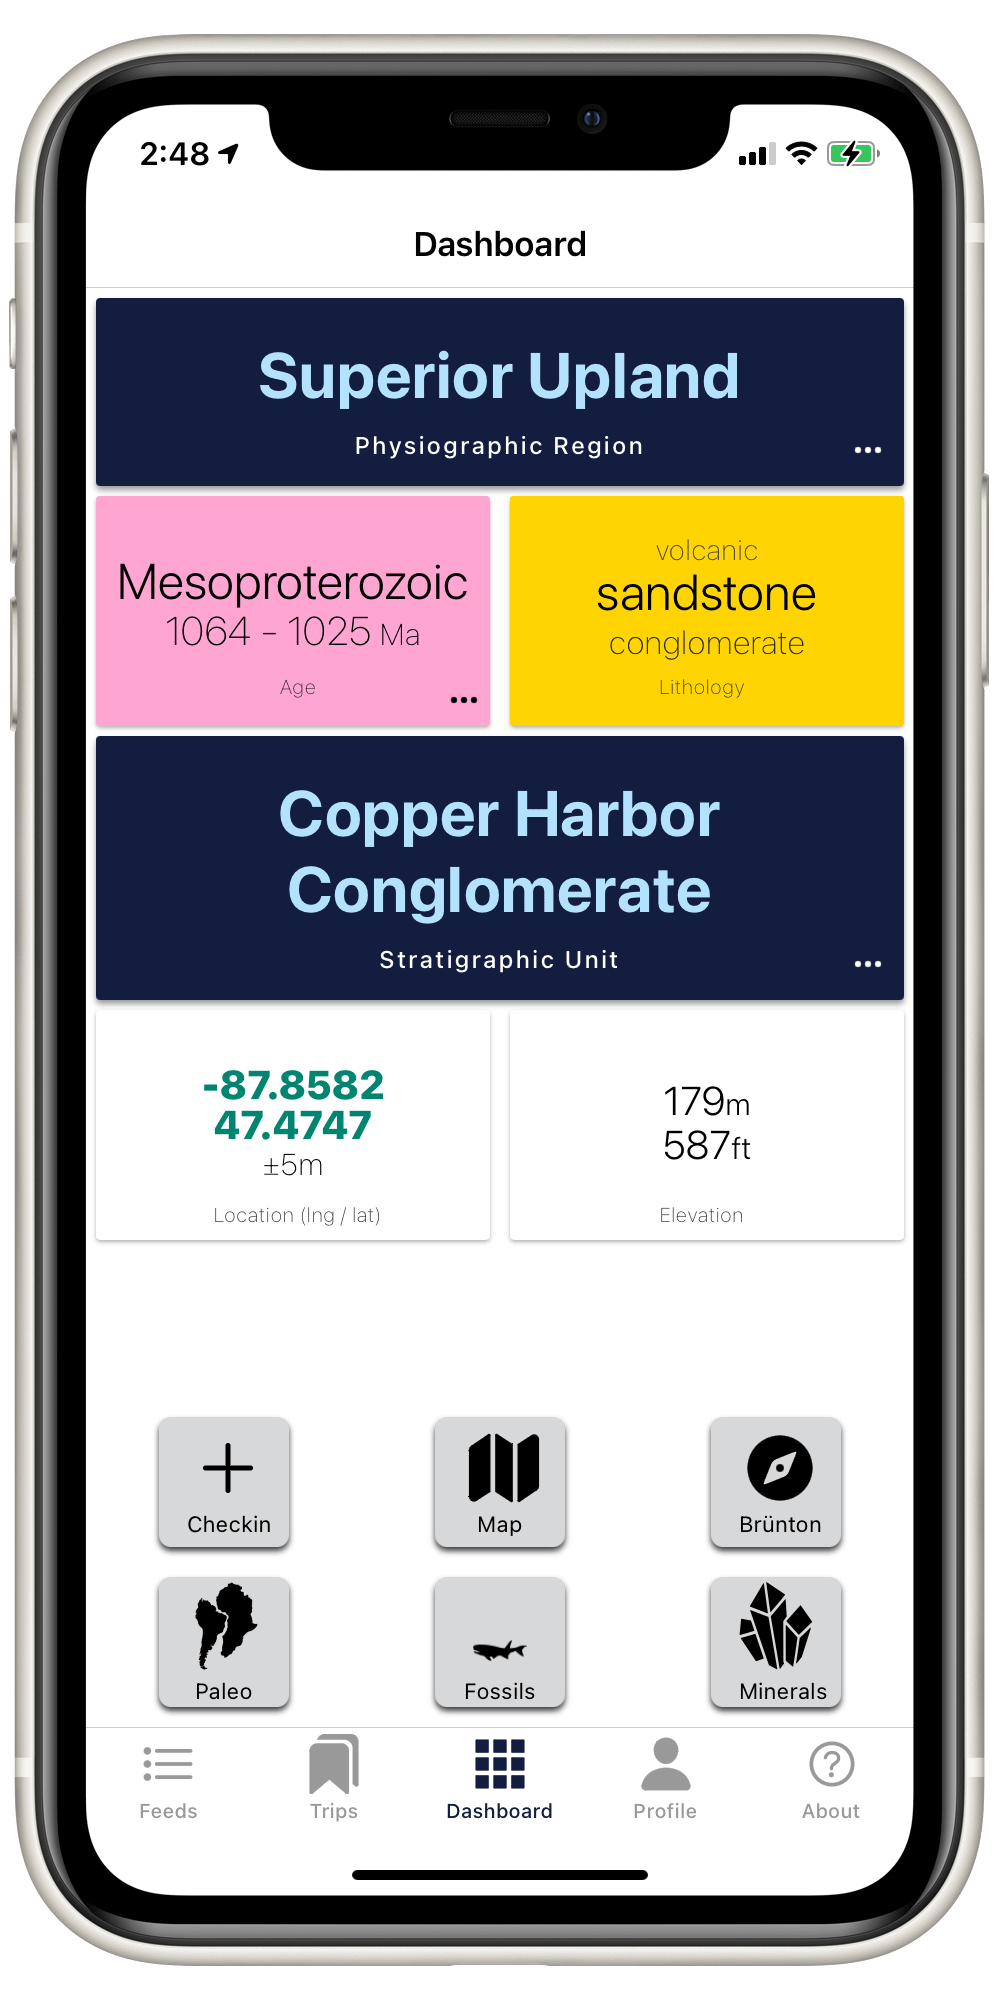 2:48
Dashboard
Superior Upland
Physiographic Region
Mesoproterozoic
1064 - 1025 Ma
Age
volcanic
sandstone
conglomerate
Lithology
Copper Harbor
Conglomerate
Stratigraphic Unit
-87.8582
47.4747
±5m
Location (lng / lat)
179m
587ft
Elevation
Checkin
Map
Brünton
Paleo
Fossils
Minerals
Feeds
Trips
Dashboard
Profile
About